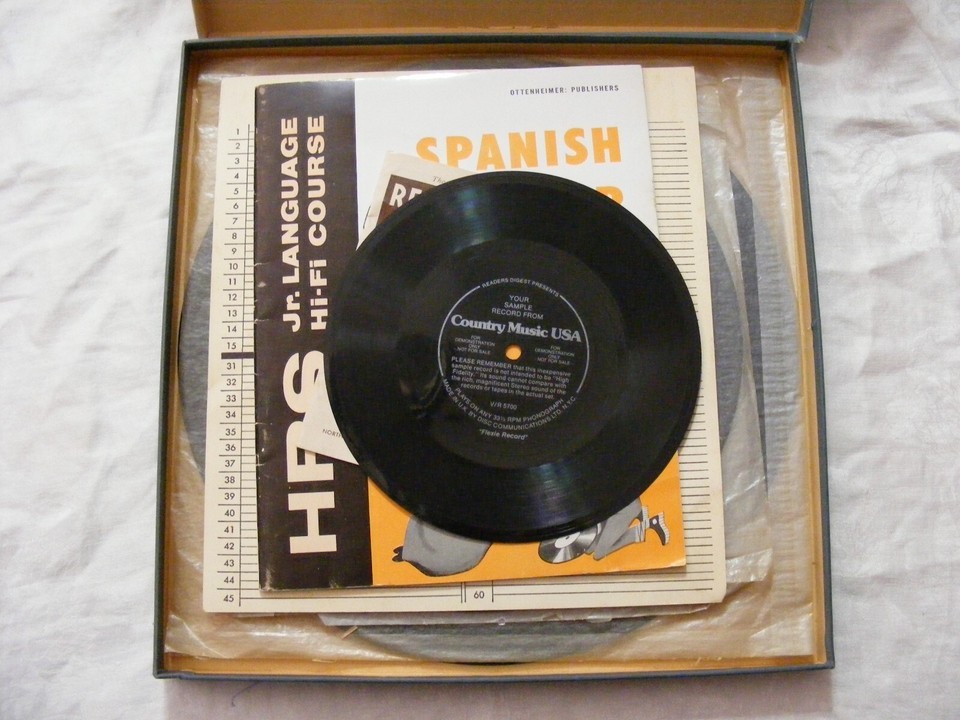 OTTENHEIMER: PUBLISHERS
SPANISH
HRS Jr. LANGUAGE
Hi-Fi COURSE
READERS DIGEST PRESENTS
YOUR
SAMPLE
RECORD FROM
Country Music USA
FOR
DEMONSTRATION
ONLY
NOT FOR SALE
FOR
DEMONSTRATION
ONLY
NOT FOR SALE
PLEASE REMEMBER that this inexpensive
sample record is not intended to be "High
Fidelity." Its sound cannot compare with
the rich, magnificent Stereo sound of the
records or tapes in the actual set.
V/R 5700
PLAYS ON ANY 33⅓ RPM PHONOGRAPH
MADE IN U.K. BY DISC COMMUNICATIONS LTD. N.Y.C.
"Flexie Record"
1
2
3
4
5
6
7
8
9
10
11
12
13
14
15
31
32
33
34
35
36
37
38
39
40
41
42
43
44
45
60